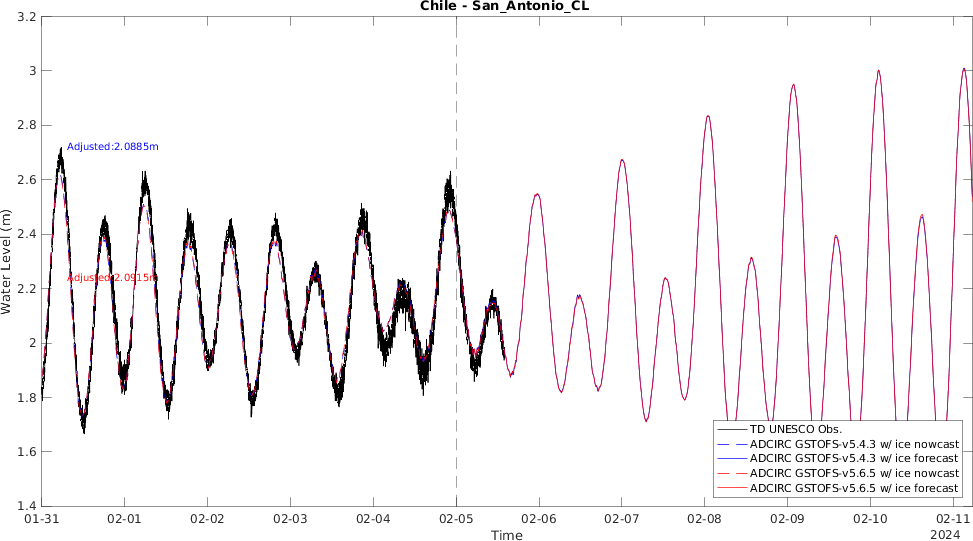 Chile - San_Antonio_CL
3.2
3
2.8
2.6
2.4
2.2
2
1.8
1.6
1.4
Water Level (m)
Adjusted:2.0885m
Adjusted:2.0915m
TD UNESCO Obs.
ADCIRC GSTOFS-v5.4.3 w/ ice nowcast
ADCIRC GSTOFS-v5.4.3 w/ ice forecast
ADCIRC GSTOFS-v5.6.5 w/ ice nowcast
ADCIRC GSTOFS-v5.6.5 w/ ice forecast
01-31 02-01 02-02 02-03 02-04 02-05 02-06 02-07 02-08 02-09 02-10 02-11
Time
2024